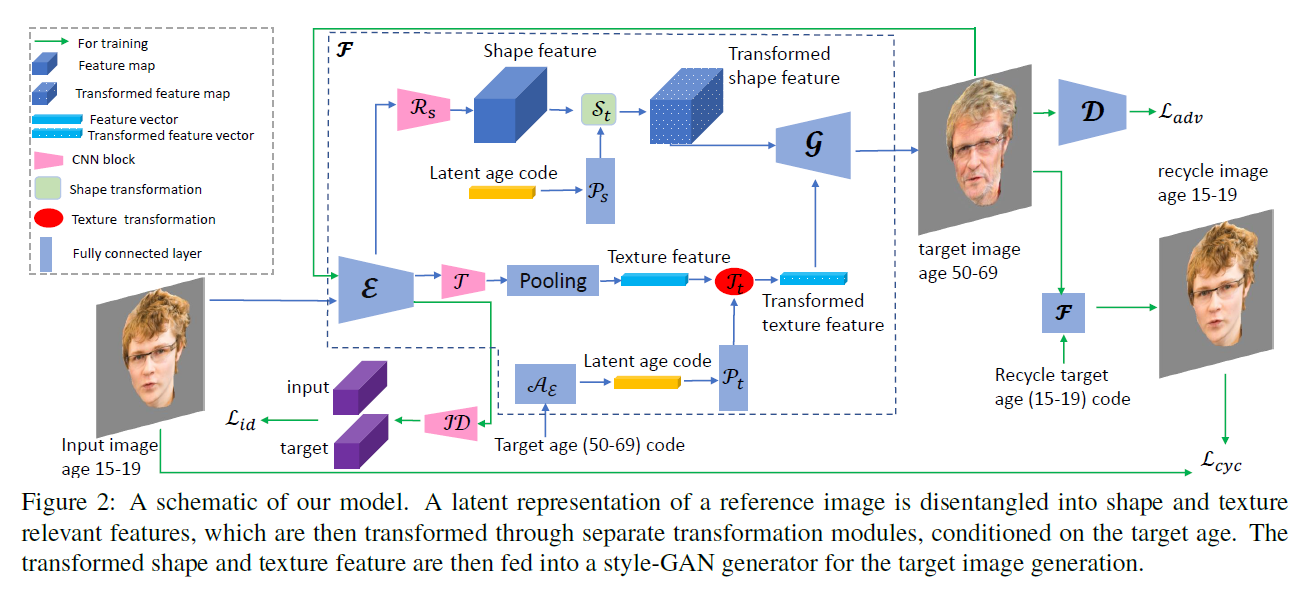 For training
Feature map
Transformed feature map
Feature vector
Transformed feature vector
CNN block
Shape transformation
Texture transformation
Fully connected layer
𝓕
Shape feature
Transformed
shape feature
ℛs
𝒮t
𝓖
Latent age code
𝒫s
𝓓
ℒadv
recycle image
age 15-19
target image
age 50-69
𝓔
𝒯
Pooling
Texture feature
𝒯t
Transformed
texture feature
𝓕
Recycle target
age (15-19) code
𝒜ℰ
Latent age code
𝒫t
Target age (50-69) code
input
target
ℐ𝒟
ℒid
Input image
age 15-19
ℒcyc
Figure 2: A schematic of our model. A latent representation of a reference image is disentangled into shape and texture
relevant features, which are then transformed through separate transformation modules, conditioned on the target age. The
transformed shape and texture feature are then fed into a style-GAN generator for the target image generation.